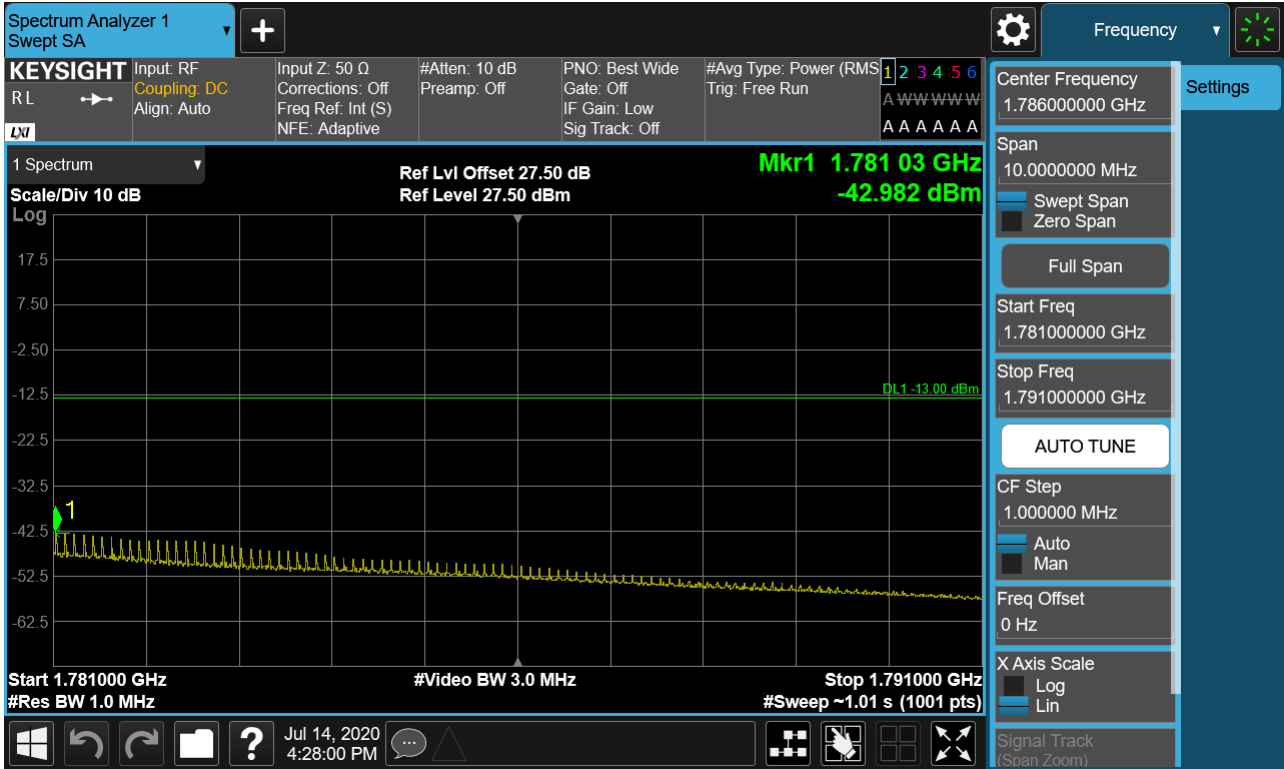 Spectrum Analyzer 1
Swept SA
Frequency
KEYSIGHT
R L
LXI
Input: RF
Coupling: DC
Align: Auto
Input Z: 50 Ω
Corrections: Off
Freq Ref: Int (S)
NFE: Adaptive
#Atten: 10 dB
Preamp: Off
PNO: Best Wide
Gate: Off
IF Gain: Low
Sig Track: Off
#Avg Type: Power (RMS
Trig: Free Run
1 2 3 4 5 6
A W W W W W
A A A A A A
1 Spectrum
Scale/Div 10 dB
Log
Ref Lvl Offset 27.50 dB
Ref Level 27.50 dBm
Mkr1 1.781 03 GHz
-42.982 dBm
17.5
7.50
-2.50
-12.5
-22.5
-32.5
-42.5
-52.5
-62.5
DL1 -13.00 dBm
1
Start 1.781000 GHz
#Res BW 1.0 MHz
#Video BW 3.0 MHz
Stop 1.791000 GHz
#Sweep ~1.01 s (1001 pts)
Center Frequency
1.786000000 GHz
Span
10.0000000 MHz
Swept Span
Zero Span
Full Span
Start Freq
1.781000000 GHz
Stop Freq
1.791000000 GHz
AUTO TUNE
CF Step
1.000000 MHz
Auto
Man
Freq Offset
0 Hz
X Axis Scale
Log
Lin
Signal Track
(Span Zoom)
Settings
?
Jul 14, 2020
4:28:00 PM